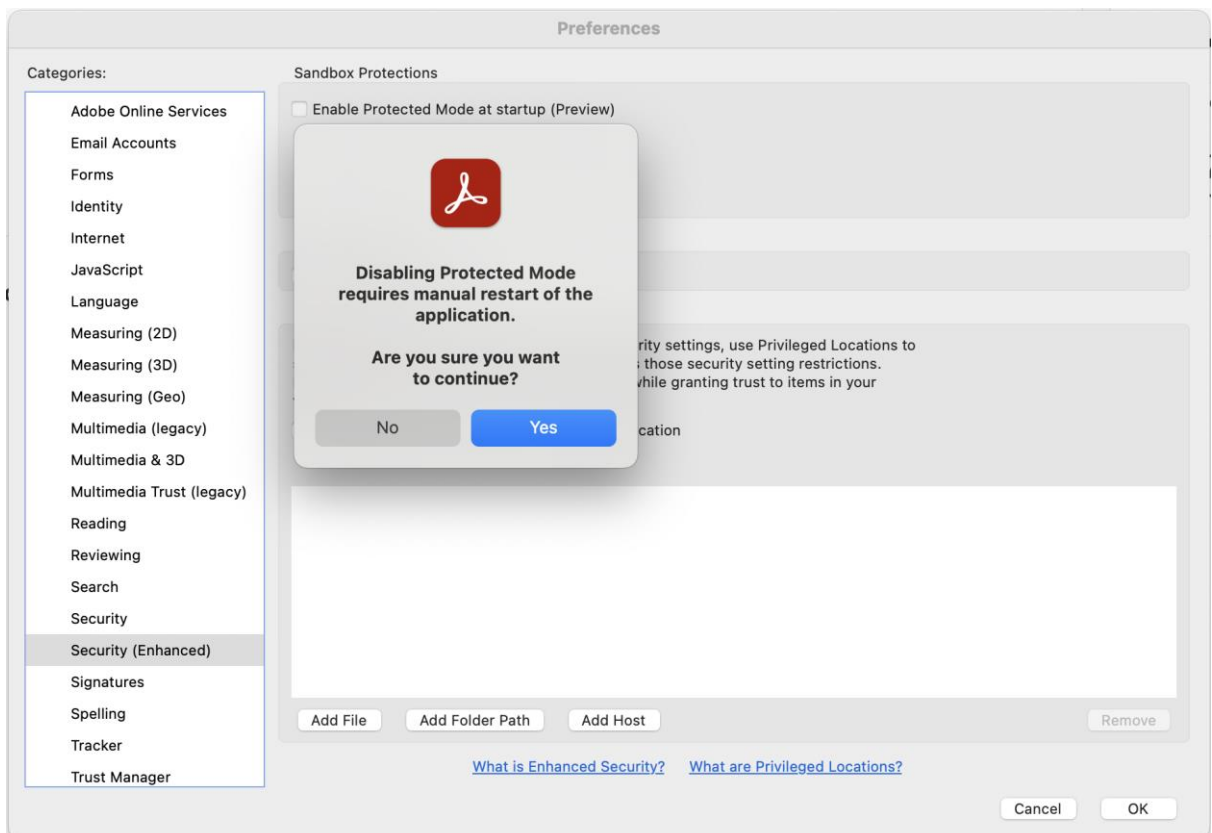 Preferences
Categories:
Adobe Online Services
Email Accounts
Forms
Identity
Internet
JavaScript
Language
Measuring (2D)
Measuring (3D)
Measuring (Geo)
Multimedia (legacy)
Multimedia & 3D
Multimedia Trust (legacy)
Reading
Reviewing
Search
Security
Security (Enhanced)
Signatures
Spelling
Tracker
Trust Manager
Sandbox Protections
Enable Protected Mode at startup (Preview)
Disabling Protected Mode
requires manual restart of the
application.
Are you sure you want
to continue?
No
Yes
settings, use Privileged Locations to
those security setting restrictions.
while granting trust to items in your
Add File
Add Folder Path
Add Host
Remove
What is Enhanced Security?
What are Privileged Locations?
Cancel
OK